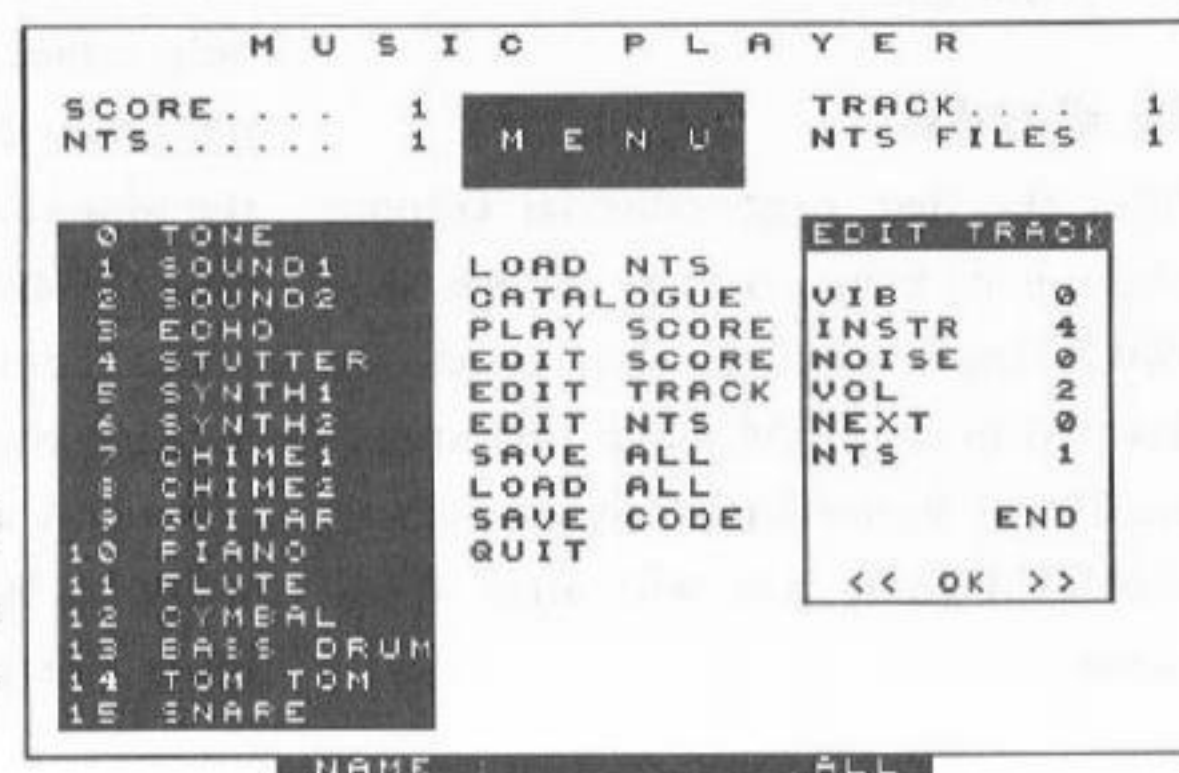 M U S I C P L A Y E R
SCORE.... 1
NTS...... 1
M E N U
TRACK.... 1
NTS FILES 1
0 TONE
1 SOUND1
2 SOUND2
3 ECHO
4 STUTTER
5 SYNTH1
6 SYNTH2
7 CHIME1
8 CHIME2
9 GUITAR
10 PIANO
11 FLUTE
12 CYMBAL
13 BASS DRUM
14 TOM TOM
15 SNARE
LOAD NTS
CATALOGUE
PLAY SCORE
EDIT SCORE
EDIT TRACK
EDIT NTS
SAVE ALL
LOAD ALL
SAVE CODE
QUIT
EDIT TRACK
VIB 0
INSTR 4
NOISE 0
VOL 2
NEXT 0
NTS 1
END
<< OK >>
NAME ALL